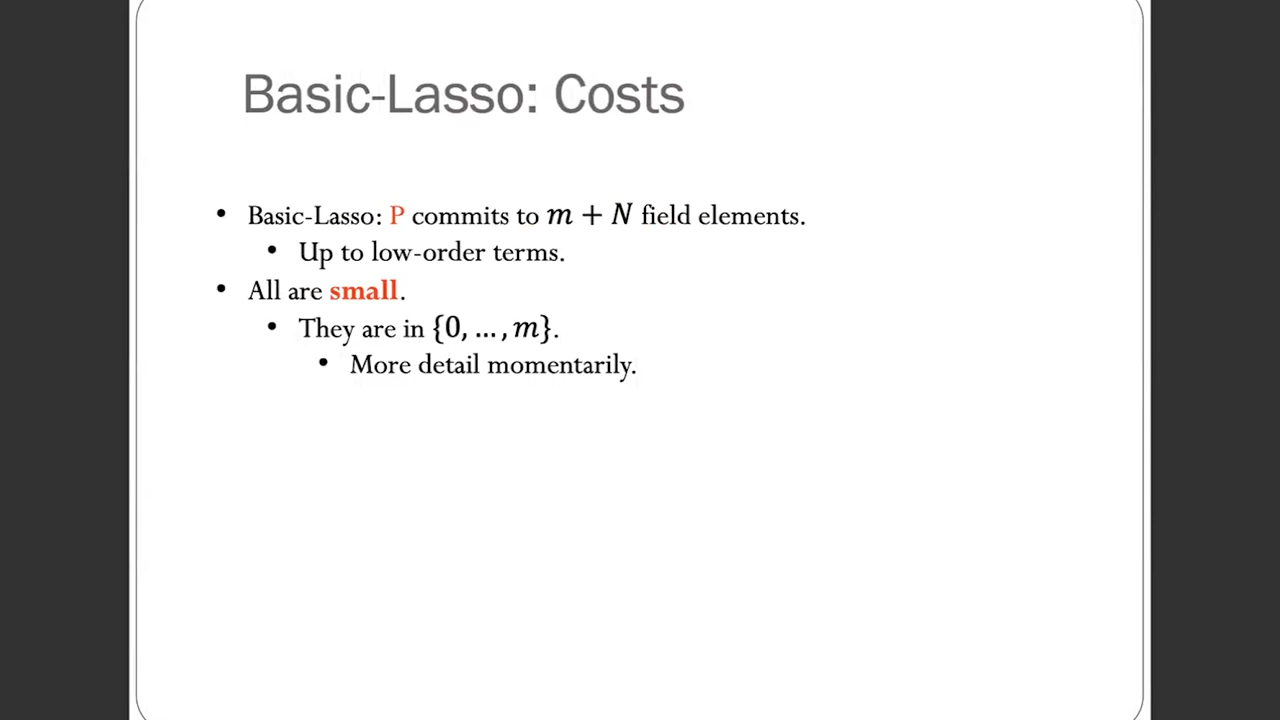 Basic-Lasso: Costs
• Basic-Lasso: P commits to m + N field elements.
• Up to low-order terms.
• All are small.
• They are in {0, … , m}.
• More detail momentarily.